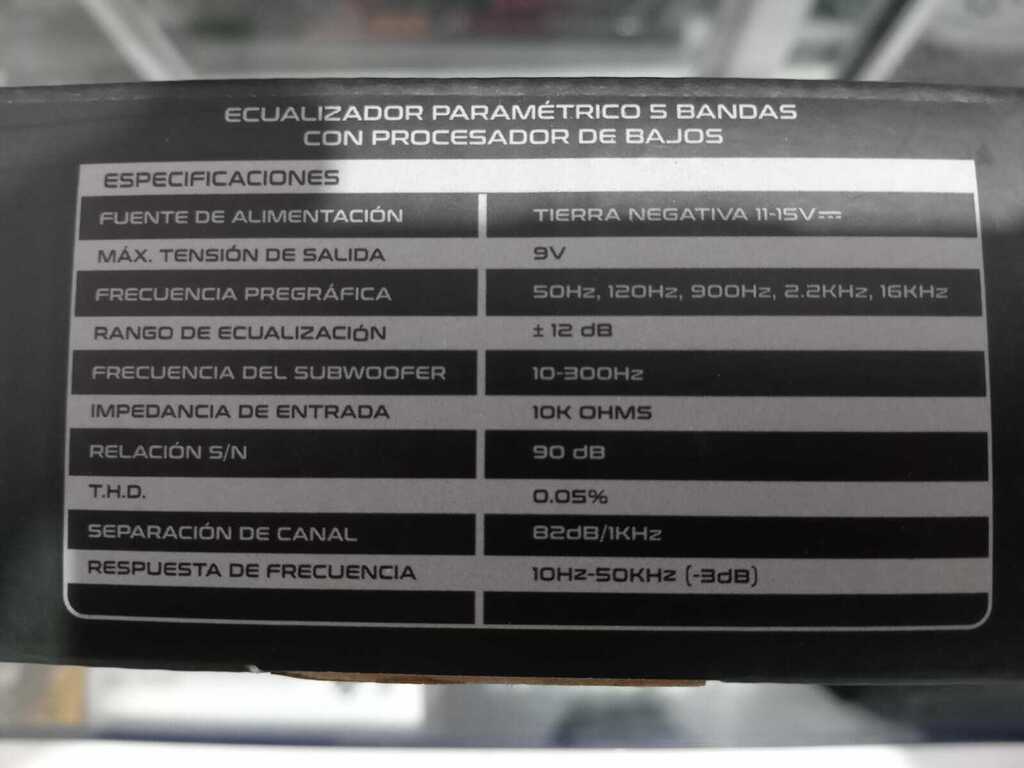 ECUALIZADOR PARAMÉTRICO 5 BANDAS
CON PROCESADOR DE BAJOS
ESPECIFICACIONES
FUENTE DE ALIMENTACIÓN TIERRA NEGATIVA 11-15V⎓
MÁX. TENSIÓN DE SALIDA 9V
FRECUENCIA PREGRÁFICA 50Hz, 120Hz, 900Hz, 2.2KHz, 16KHz
RANGO DE ECUALIZACIÓN ± 12 dB
FRECUENCIA DEL SUBWOOFER 10-300Hz
IMPEDANCIA DE ENTRADA 10K OHMS
RELACIÓN S/N 90 dB
T.H.D. 0.05%
SEPARACIÓN DE CANAL 82dB/1KHz
RESPUESTA DE FRECUENCIA 10Hz-50KHz (-3dB)